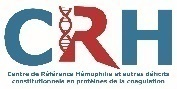 CRH
Centre de Référence Hémophilie et autres déficits
constitutionnels en protéines de la coagulation